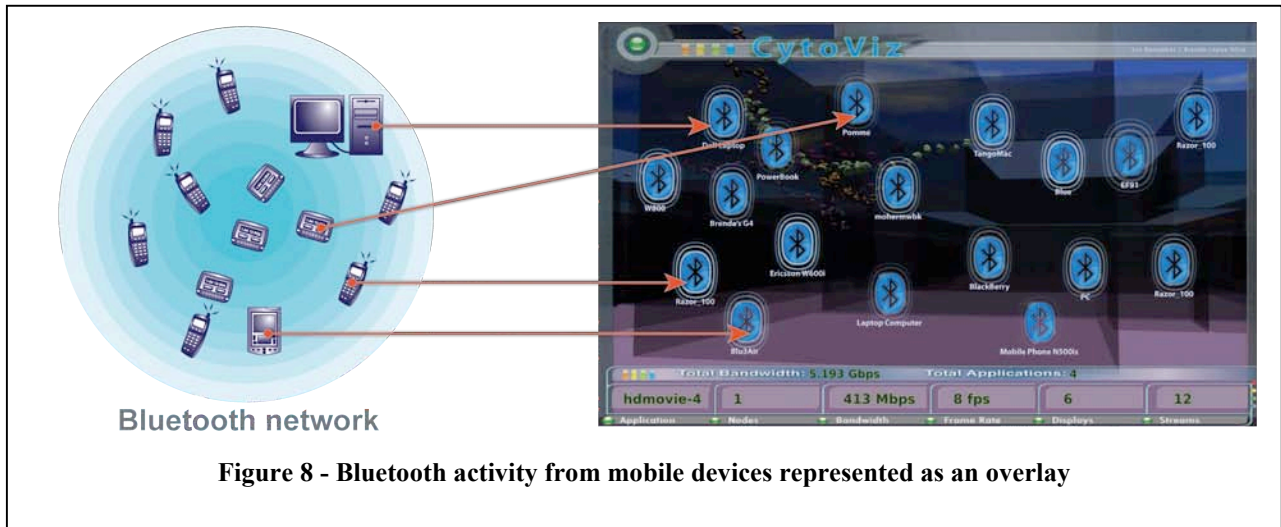 CytoViz
Pomme
Dell Laptop
TangoMac
Razor_100
PowerBook
EF81
Blue
W800
Brenda's G4
mohermwbk
Ericsson W600i
BlackBerry
Razor_100
PC
Razor_100
Laptop Computer
Blu3Air
Mobile Phone N500is
Total Bandwidth: 5.193 Gbps Total Applications: 4
hdmovie-4 1 413 Mbps 8 fps 6 12
Application Nodes Bandwidth Frame Rate Displays Streams
Bluetooth network
Figure 8 - Bluetooth activity from mobile devices represented as an overlay